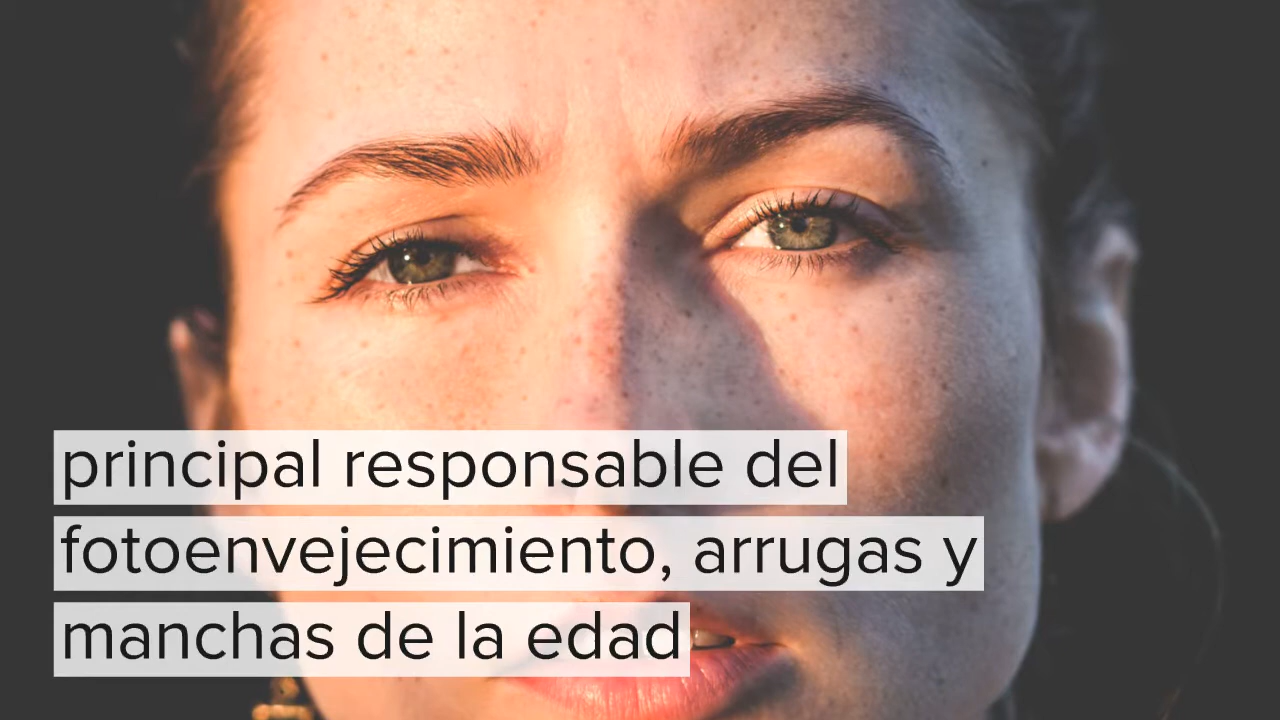 principal responsable del
fotoenvejecimiento, arrugas y
manchas de la edad